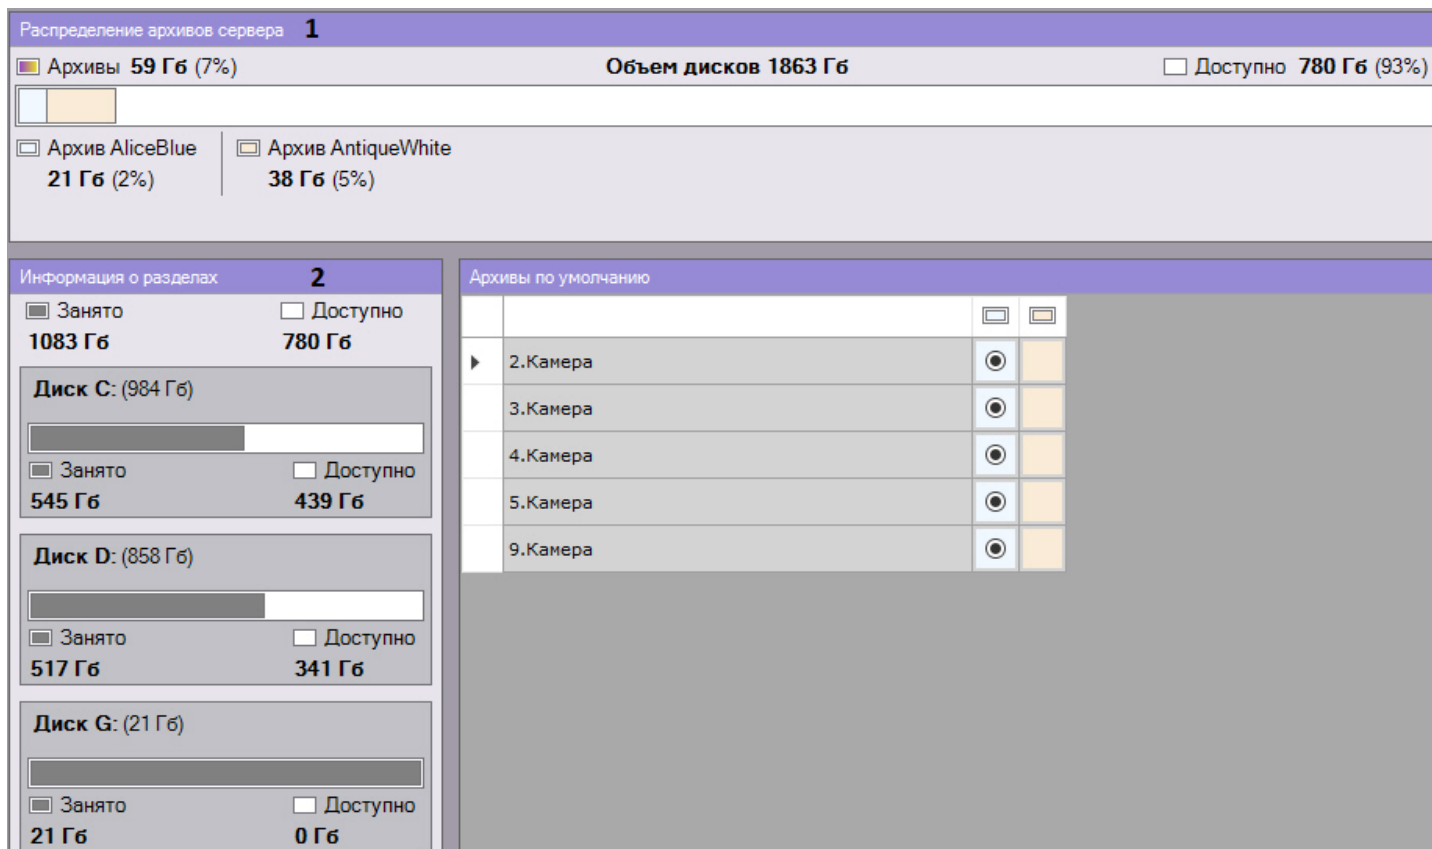 Распределение архивов сервера 1
Архивы 59 Гб (7%) Объем дисков 1863 Гб Доступно 780 Гб (93%)
Архив AliceBlue Архив AntiqueWhite
21 Гб (2%) 38 Гб (5%)
Информация о разделах 2
Занято Доступно
1083 Гб 780 Гб
Диск C: (984 Гб)
Занято Доступно
545 Гб 439 Гб
Диск D: (858 Гб)
Занято Доступно
517 Гб 341 Гб
Диск G: (21 Гб)
Занято Доступно
21 Гб 0 Гб
Архивы по умолчанию
2.Камера
3.Камера
4.Камера
5.Камера
9.Камера